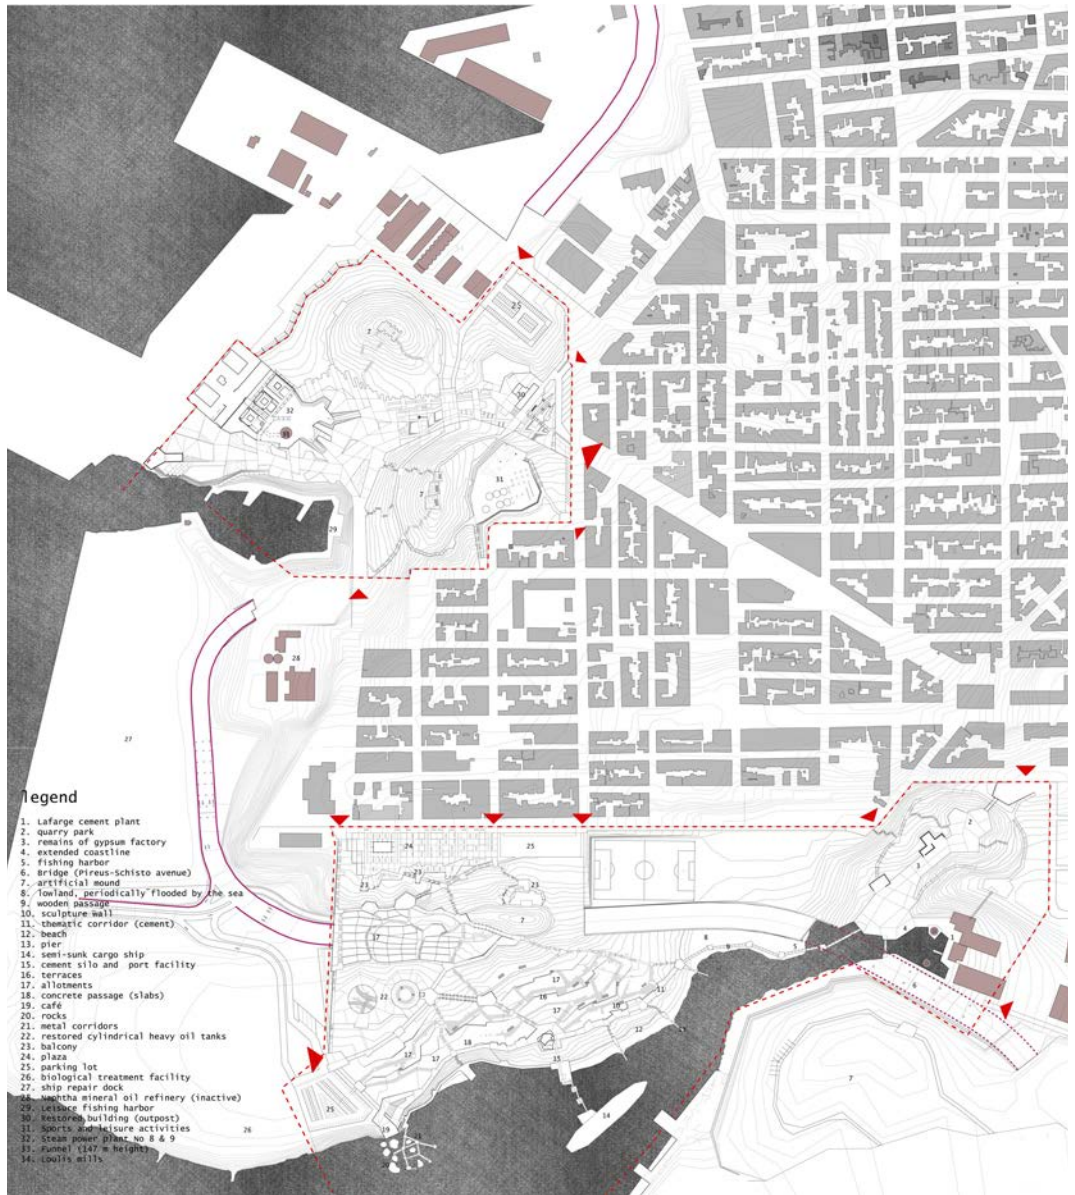 25
7
32
33
30
31
7
29
28
27
legend
1. Lafarge cement plant
2. quarry park
3. remains of gypsum factory
4. extended coastline
5. fishing harbor
6. Bridge (Pireus-Schisto avenue)
7. artificial mound
8. lowland, periodically flooded by the sea
9. wooden passage
10. sculpture wall
11. thematic corridor (cement)
12. beach
13. pier
14. semi-sunk cargo ship
15. cement silo and port facility
16. terraces
17. allotments
18. concrete passage (slabs)
19. café
20. rocks
21. metal corridors
22. restored cylindrical heavy oil tanks
23. balcony
24. plaza
25. parking lot
26. biological treatment facility
27. ship repair dock
28. Naphtha mineral oil refinery (inactive)
29. Leisure fishing harbor
30. Restored building (outpost)
31. Sports and leisure activities
32. Steam power plant No 8 & 9
33. Funnel (147 m height)
34. Loulis mills
2
24
25
23
23
23
7
3
17
8
9
5
4
1
6
22
17
16
17
10
11
12
18
17
17
15
14
25
26
19
7